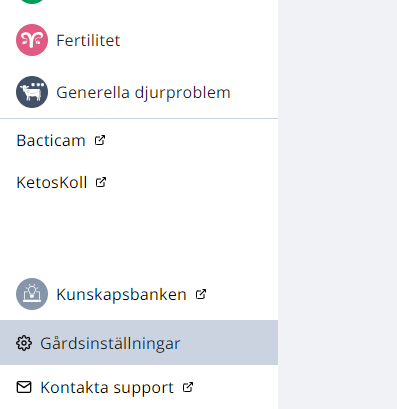 Fertilitet
Generella djurproblem
Bacticam
KetosKoll
Kunskapsbanken
Gårdsinställningar
Kontakta support